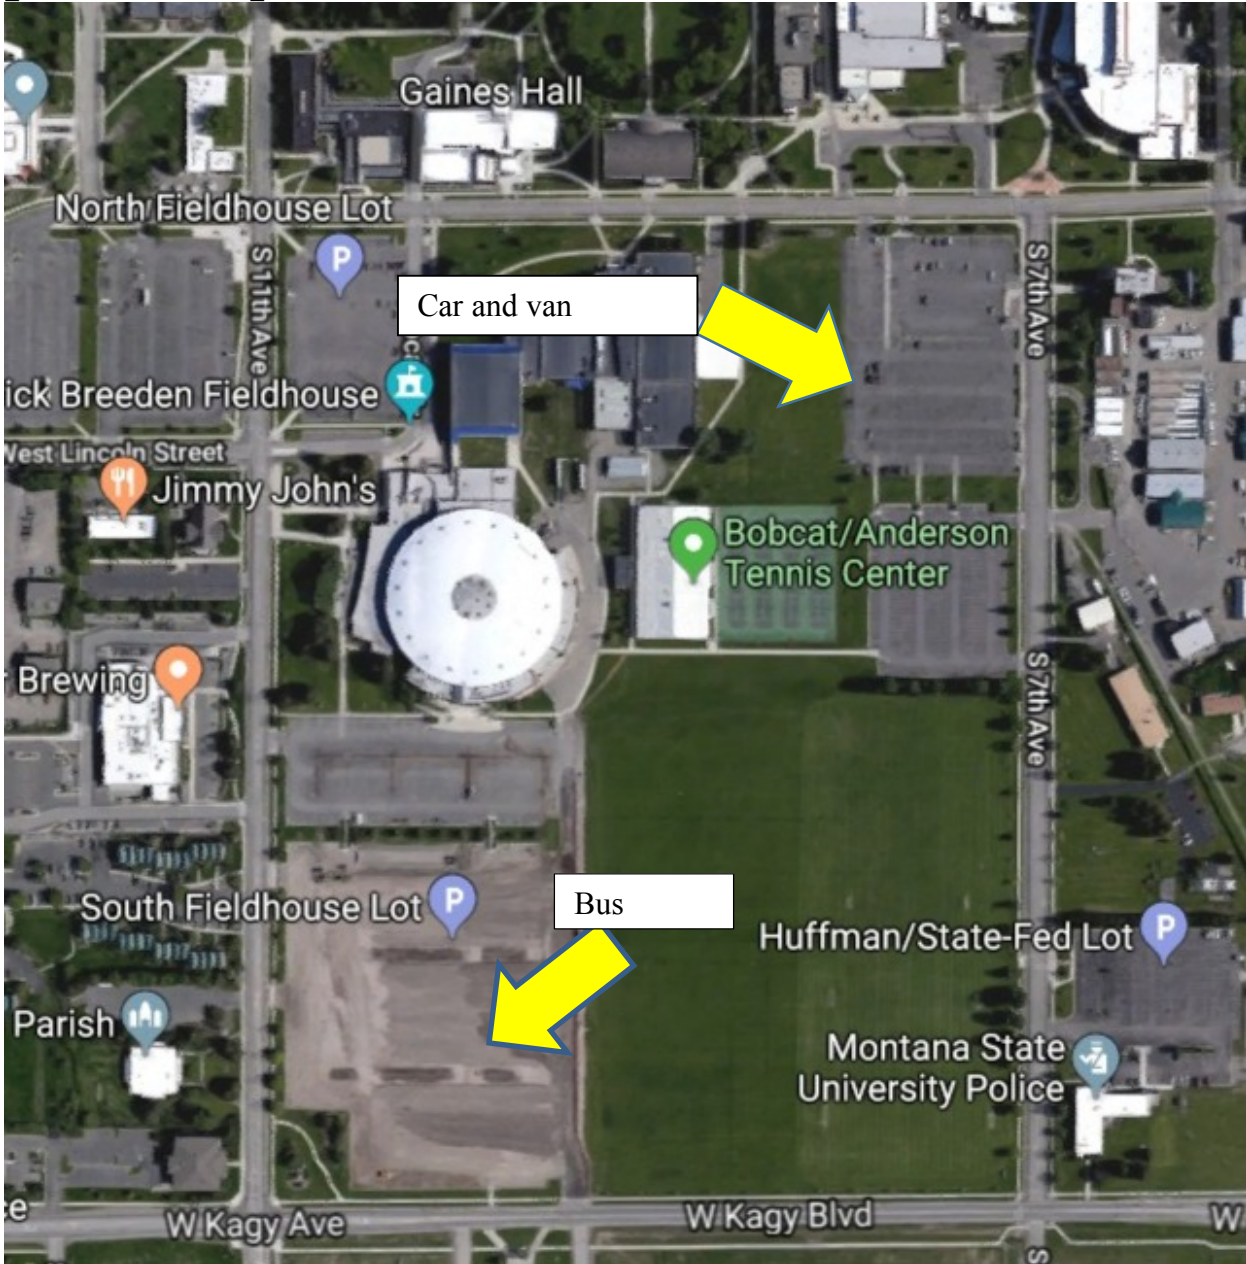 Gaines Hall
North Fieldhouse Lot
P
S 11th Ave
S 7th Ave
Car and van
ick Breeden Fieldhouse
West Lincoln Street
Jimmy John's
Bobcat/Anderson
Tennis Center
r Brewing
S 7th Ave
South Fieldhouse Lot
P
Bus
Huffman/State-Fed Lot
P
Parish
Montana State
University Police
ce
W Kagy Ave
W Kagy Blvd
W
S